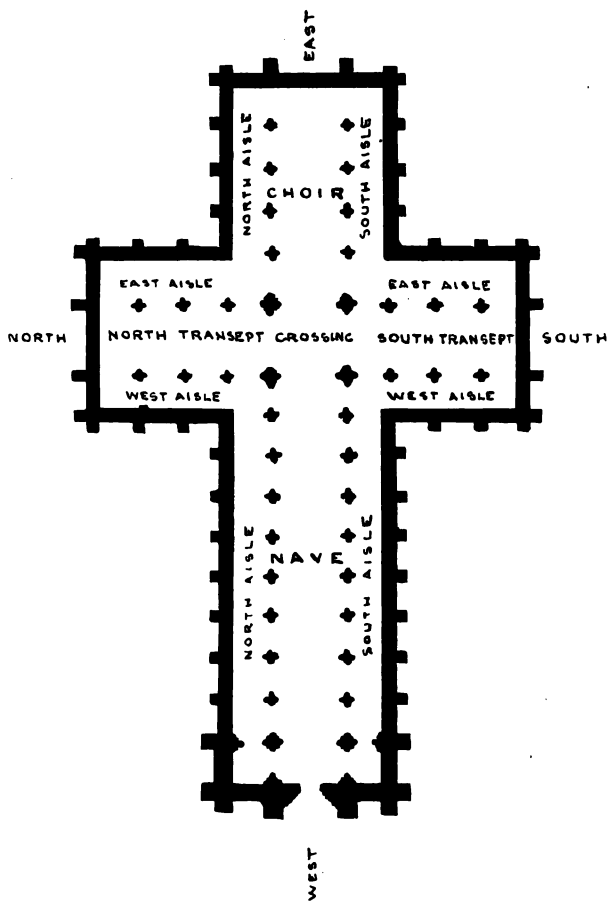 EAST
NORTH AISLE
SOUTH AISLE
CHOIR
EAST AISLE
EAST AISLE
NORTH
NORTH TRANSEPT
CROSSING
SOUTH TRANSEPT
SOUTH
WEST AISLE
WEST AISLE
NORTH AISLE
NAVE
SOUTH AISLE
WEST